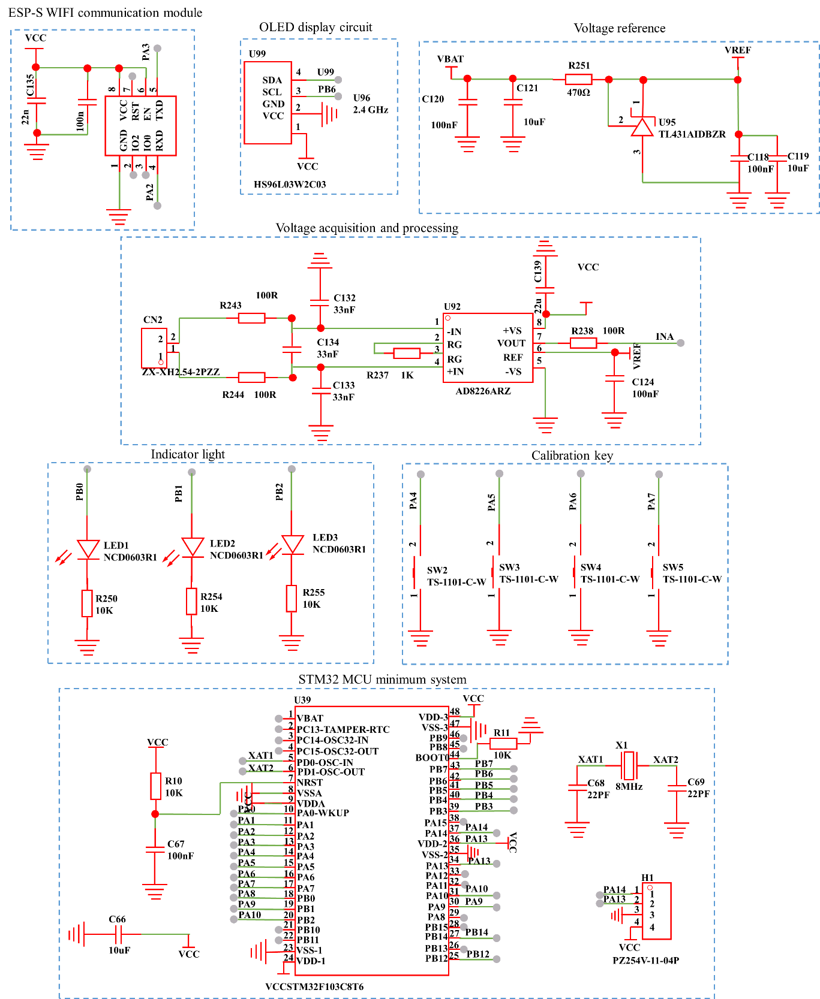 ESP-S WIFI communication module
VCC
PA3
C135
22n
100n
8
7
6
5
VCC
RST
EN
TXD
GND
IO2
IO0
RXD
1
2
3
4
PA2
OLED display circuit
U99
SDA
SCL
GND
VCC
4
3
2
1
U99
PB6
U96
2.4 GHz
VCC
HS96L03W2C03
Voltage reference
VBAT
C120
100nF
C121
10uF
R251
470Ω
VREF
1
2
3
U95
TL431AIDBZR
C118
100nF
C119
10uF
Voltage acquisition and processing
CN2
2
1
2
1
ZX-XH2.54-2PZZ
R243
100R
R244
100R
C132
33nF
C134
33nF
C133
33nF
R237
1K
U92
1
2
3
4
-IN
RG
RG
+IN
+VS
VOUT
REF
-VS
8
7
6
5
AD8226ARZ
C139
22u
VCC
R238
100R
INA
VREF
C124
100nF
Indicator light
PB0
LED1
NCD0603R1
R250
10K
PB1
LED2
NCD0603R1
R254
10K
PB2
LED3
NCD0603R1
R255
10K
Calibration key
PA4
2
SW2
TS-1101-C-W
1
PA5
2
SW3
TS-1101-C-W
1
PA6
2
SW4
TS-1101-C-W
1
PA7
2
SW5
TS-1101-C-W
1
STM32 MCU minimum system
VCC
R10
10K
C67
100nF
C66
10uF
VCC
U39
1 VBAT
2 PC13-TAMPER-RTC
3 PC14-OSC32-IN
4 PC15-OSC32-OUT
XAT1 5 PD0-OSC-IN
XAT2 6 PD1-OSC-OUT
7 NRST
8 VSSA
VCC 9 VDDA
PA0 10 PA0-WKUP
PA1 11 PA1
PA2 12 PA2
PA3 13 PA3
PA4 14 PA4
PA5 15 PA5
PA6 16 PA6
PA7 17 PA7
PA8 18 PB0
PA9 19 PB1
PA10 20 PB2
21 PB10
22 PB11
23 VSS-1
24 VDD-1
VCCSTM32F103C8T6
VCC
VDD-3 48
VSS-3 47
PB9 46
PB8 45
BOOT0 44
R11
10K
PB7 43 PB7
PB6 42 PB6
PB5 41 PB5
PB4 40 PB4
PB3 39 PB3
PA15 38
PA14 37 PA14
VDD-2 36 PA13
VCC
VSS-2 35
PA13 34 PA13
PA12 33
PA11 32
PA10 31 PA10
PA9 30 PA9
PA8 29
PB15 28
PB14 27 PB14
PB13 26
PB12 25 PB12
X1
XAT1
XAT2
8MHz
C68
22PF
C69
22PF
H1
PA14 1 1
PA13 2 2
3 3
4 4
VCC
PZ254V-11-04P